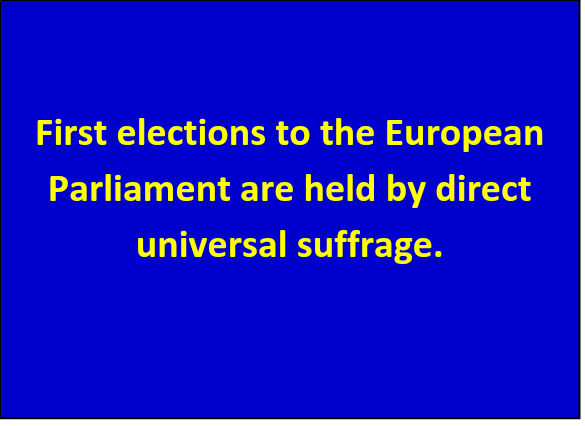 First elections to the European
Parliament are held by direct
universal suffrage.